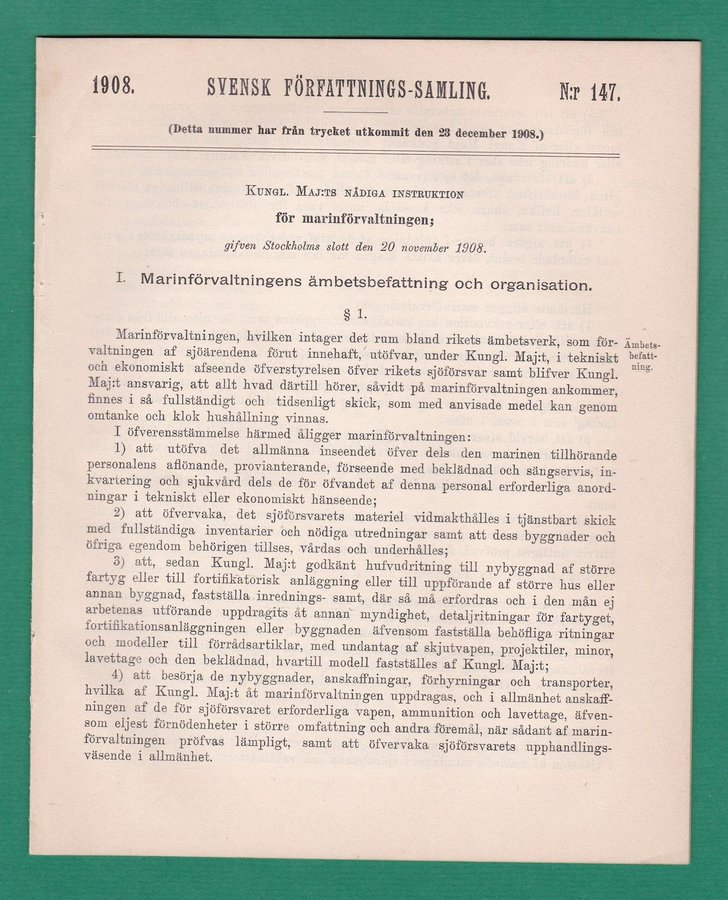 1908. SVENSK FÖRFATTNINGS-SAMLING. N:r 147.
(Detta nummer har från trycket utkommit den 23 december 1908.)
KUNGL. MAJ:TS NÅDIGA INSTRUKTION
för marinförvaltningen;
gifven Stockholms slott den 20 november 1908.
I. Marinförvaltningens ämbetsbefattning och organisation.
§ 1.
Marinförvaltningen, hvilken intager det rum bland rikets ämbetsverk, som för-
valtningen af sjöärendena förut innehaft, utöfvar, under Kungl. Maj:t, i tekniskt
och ekonomiskt afseende öfverstyrelsen öfver rikets sjöförsvar samt blifver Kungl.
Maj:t ansvarig, att allt hvad därtill hörer, såvidt på marinförvaltningen ankommer,
finnes i så fullständigt och tidsenligt skick, som med anvisade medel kan genom
omtanke och klok hushållning vinnas.
Ämbets-
befatt-
ning.
I öfverensstämmelse härmed åligger marinförvaltningen:
1) att utöfva det allmänna inseendet öfver dels den marinen tillhörande
personalens aflönande, provianterande, förseende med beklädnad och sängservis, in-
kvartering och sjukvård dels de för öfvandet af denna personal erforderliga anord-
ningar i tekniskt eller ekonomiskt hänseende;
2) att öfvervaka, det sjöförsvarets materiel vidmakthålles i tjänstbart skick
med fullständiga inventarier och nödiga utredningar samt att dess byggnader och
öfriga egendom behörigen tillses, vårdas och underhålles;
3) att, sedan Kungl. Maj:t godkänt hufvudritning till nybyggnad af större
fartyg eller till fortifikatorisk anläggning eller till uppförande af större hus eller
annan byggnad, fastställa inrednings- samt, där så må erfordras och i den mån ej
arbetenas utförande uppdragits åt annan myndighet, detaljritningar för fartyget,
fortifikationsanläggningen eller byggnaden äfvensom fastställa behöfliga ritningar
och modeller till förrådsartiklar, med undantag af skjutvapen, projektiler, minor,
lavettage och den beklädnad, hvartill modell fastställes af Kungl. Maj:t;
4) att besörja de nybyggnader, anskaffningar, förhyrningar och transporter,
hvilka af Kungl. Maj:t åt marinförvaltningen uppdragas, och i allmänhet anskaff-
ningen af de för sjöförsvaret erforderliga vapen, ammunition och lavettage, äfven-
som eljest förnödenheter i större omfattning och andra föremål, när sådant af marin-
förvaltningen pröfvas lämpligt, samt att öfvervaka sjöförsvarets upphandlings-
väsende i allmänhet.